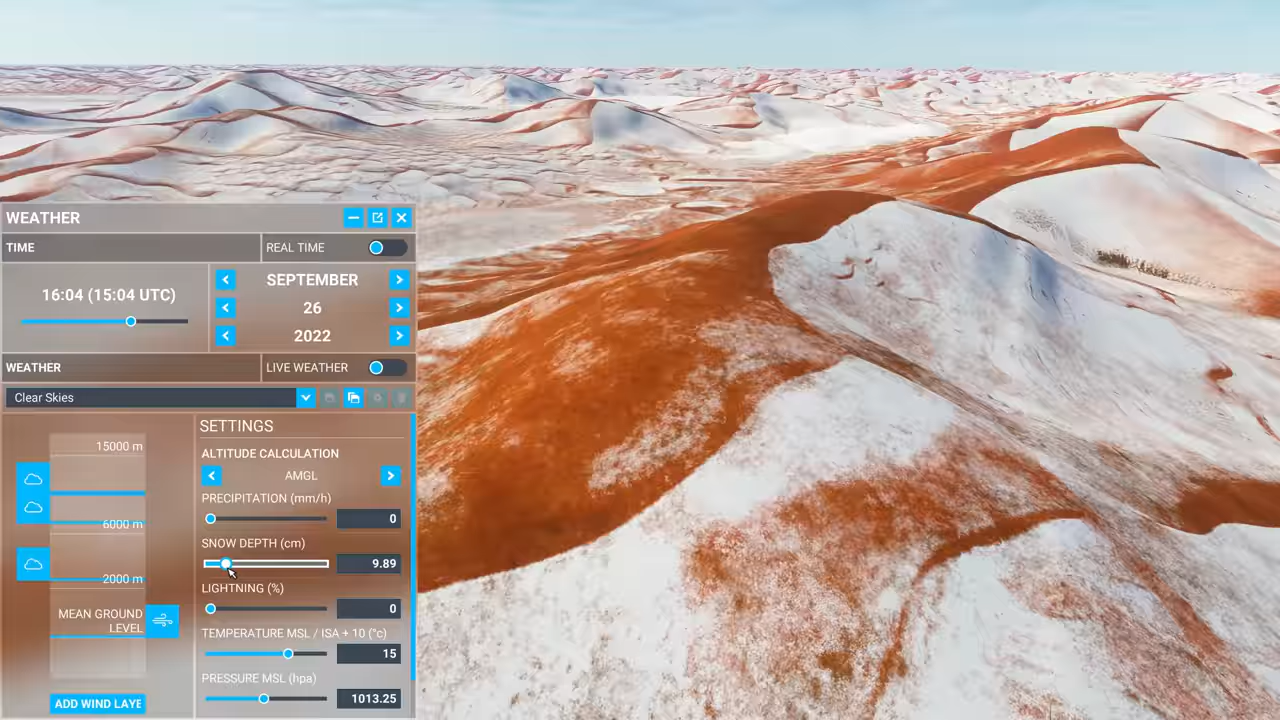 WEATHER
TIME
REAL TIME
16:04 (15:04 UTC)
SEPTEMBER
26
2022
WEATHER
LIVE WEATHER
Clear Skies
15000 m
6000 m
2000 m
MEAN GROUND
LEVEL
ADD WIND LAYE
SETTINGS
ALTITUDE CALCULATION
AMGL
PRECIPITATION (mm/h)
0
SNOW DEPTH (cm)
9.89
LIGHTNING (%)
0
TEMPERATURE MSL / ISA + 10 (°c)
15
PRESSURE MSL (hpa)
1013.25